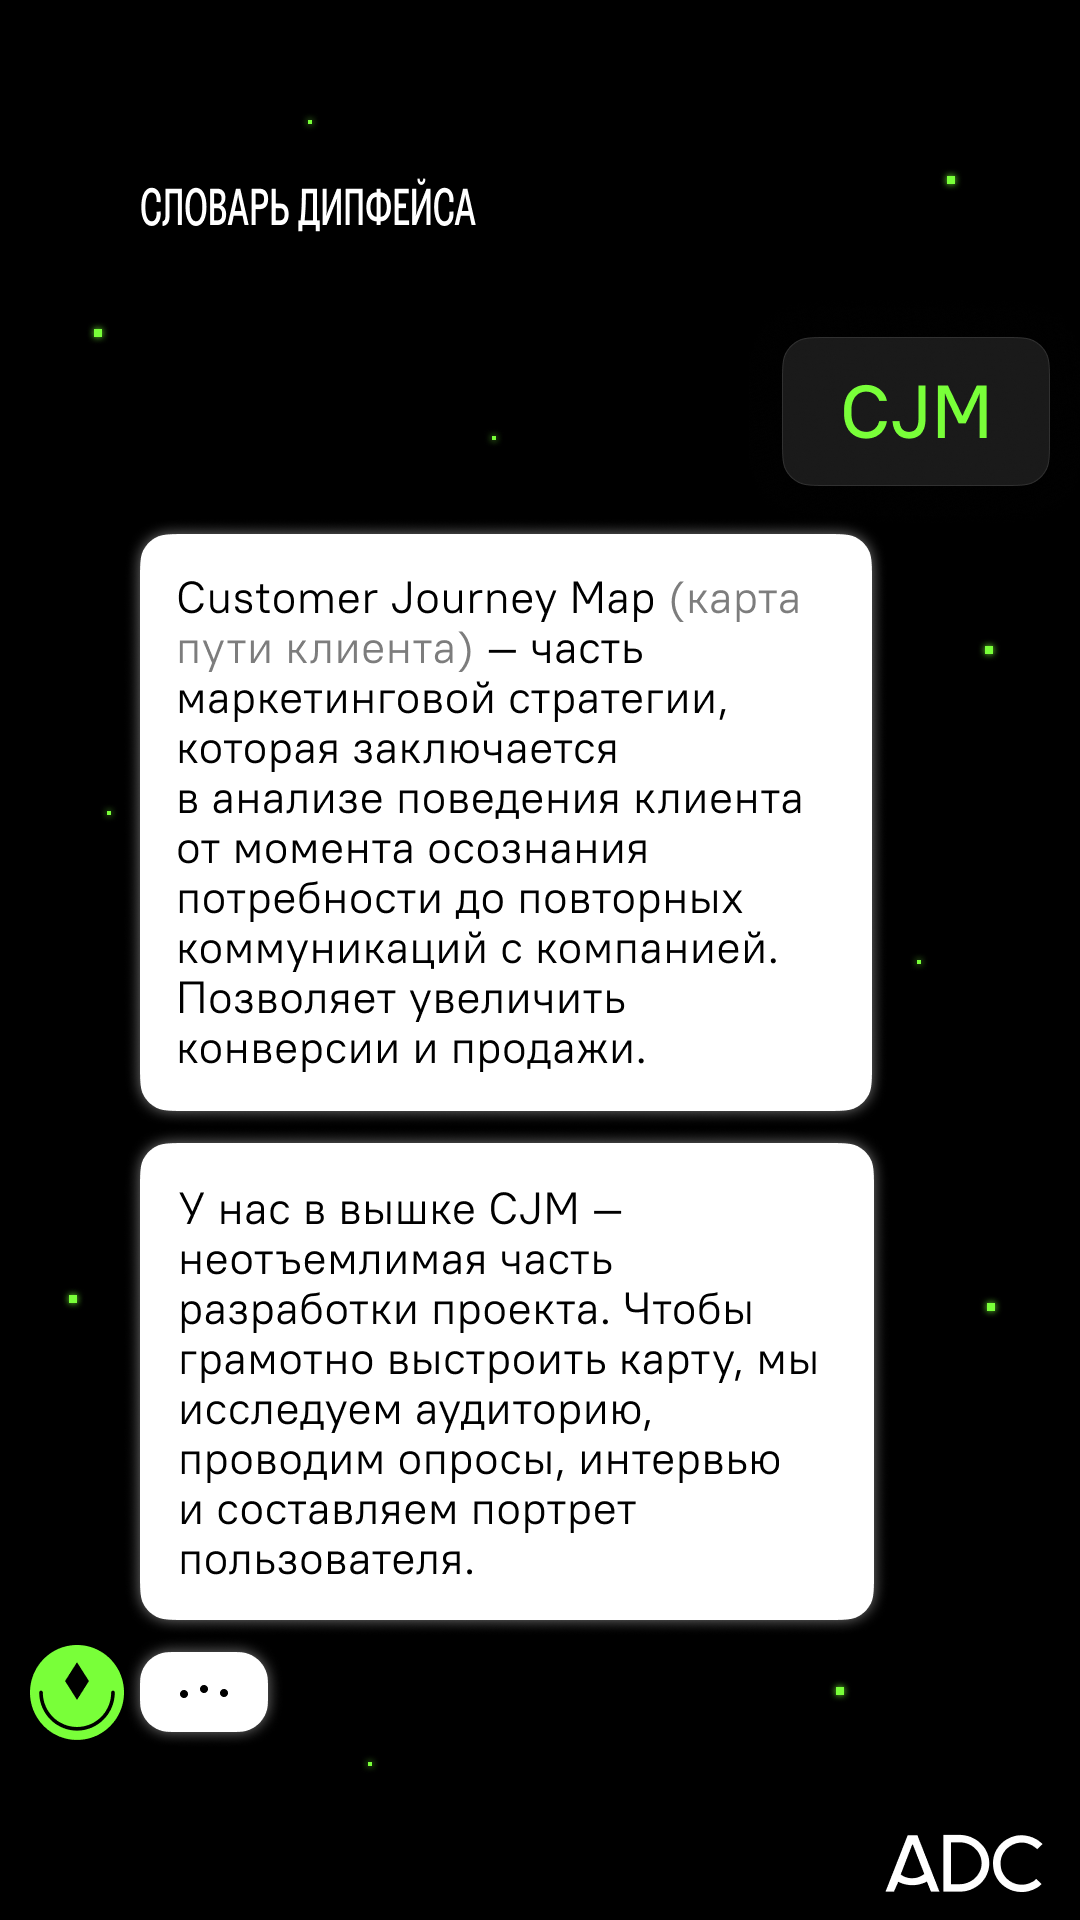 СЛОВАРЬ ДИПФЕЙСА
CJM
Customer Journey Map (карта
пути клиента) — часть
маркетинговой стратегии,
которая заключается
в анализе поведения клиента
от момента осознания
потребности до повторных
коммуникаций с компанией.
Позволяет увеличить
конверсии и продажи.
У нас в вышке CJM —
неотъемлимая часть
разработки проекта. Чтобы
грамотно выстроить карту, мы
исследуем аудиторию,
проводим опросы, интервью
и составляем портрет
пользователя.
ADC